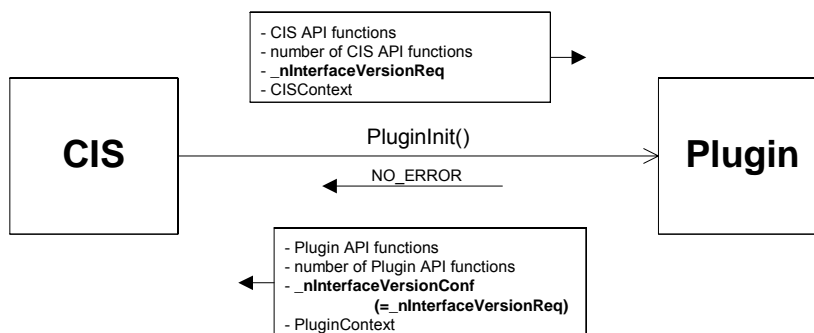 - CIS API functions
- number of CIS API functions
- _nInterfaceVersionReq
- CISContext
CIS
PluginInit()
Plugin
NO_ERROR
- Plugin API functions
- number of Plugin API functions
- _nInterfaceVersionConf
(=_nInterfaceVersionReq)
- PluginContext